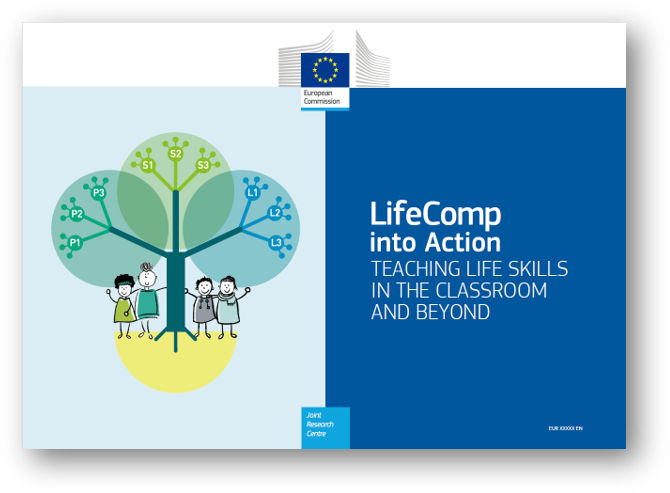 European
Commission
S2
S1
S3
P3
P2
P1
L1
L2
L3
LifeComp
into Action
TEACHING LIFE SKILLS
IN THE CLASSROOM
AND BEYOND
Joint
Research
Centre
EUR XXXXX EN